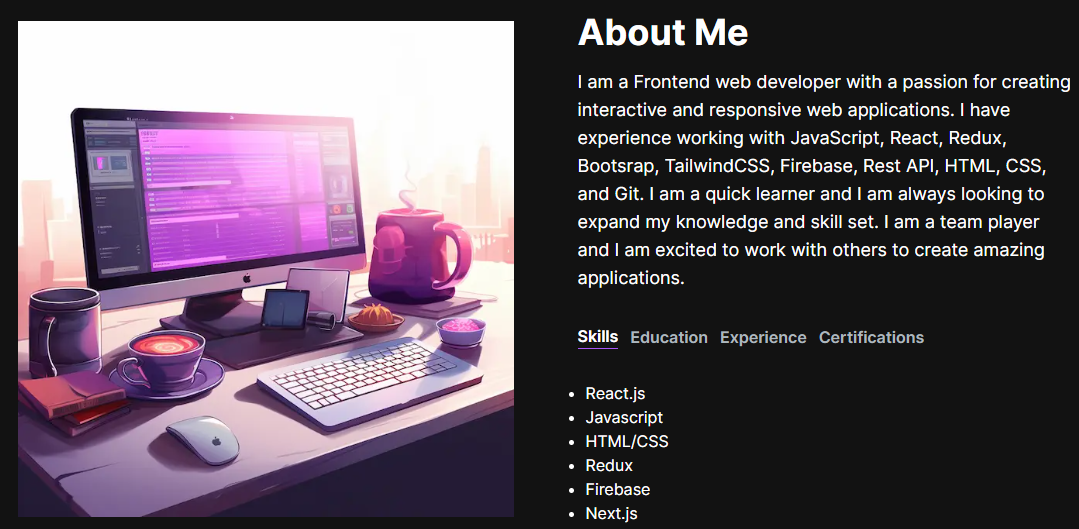 About Me
I am a Frontend web developer with a passion for creating
interactive and responsive web applications. I have
experience working with JavaScript, React, Redux,
Bootsrap, TailwindCSS, Firebase, Rest API, HTML, CSS,
and Git. I am a quick learner and I am always looking to
expand my knowledge and skill set. I am a team player
and I am excited to work with others to create amazing
applications.
Skills Education Experience Certifications
• React.js
• Javascript
• HTML/CSS
• Redux
• Firebase
• Next.js